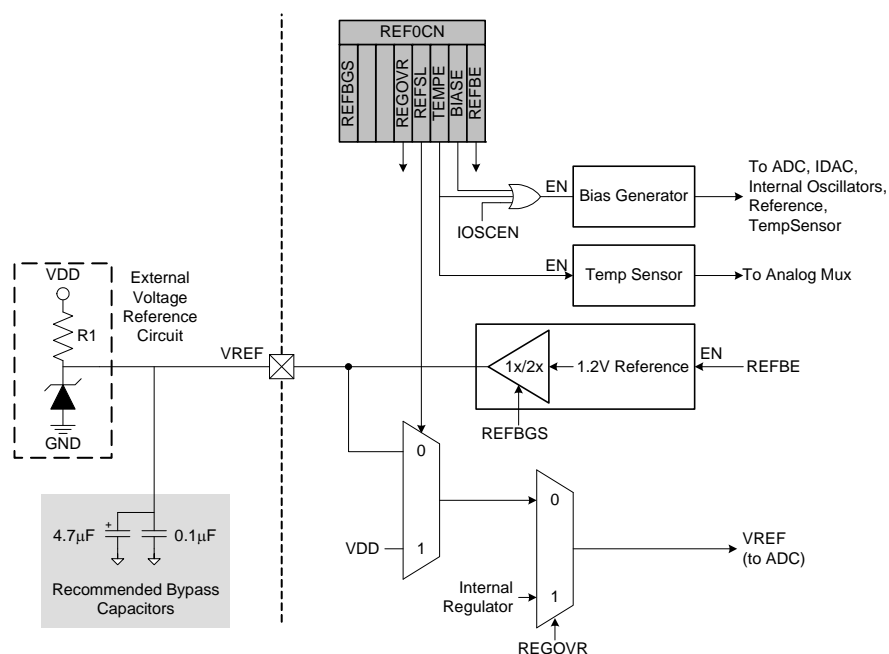 REF0CN
REFBGS
REGOVR
REFSL
TEMPE
BIASE
REFBE
EN
Bias Generator
To ADC, IDAC,
Internal Oscillators,
Reference,
TempSensor
IOSCEN
EN
Temp Sensor
To Analog Mux
VDD
R1
GND
External
Voltage
Reference
Circuit
VREF
1x/2x
1.2V Reference
EN
REFBE
REFBGS
0
VDD
1
0
Internal
Regulator
1
REGOVR
VREF
(to ADC)
4.7µF
+
0.1µF
Recommended Bypass
Capacitors